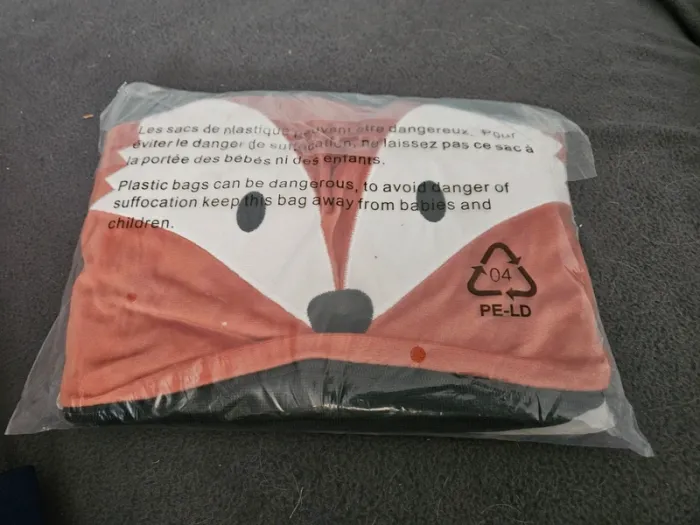 Les sacs de plastique peuvent être dangereux. Pour
éviter le danger de suffocation, ne laissez pas ce sac à
la portée des bébés ni des enfants.
Plastic bags can be dangerous, to avoid danger of
suffocation keep this bag away from babies and
children.
04
PE-LD